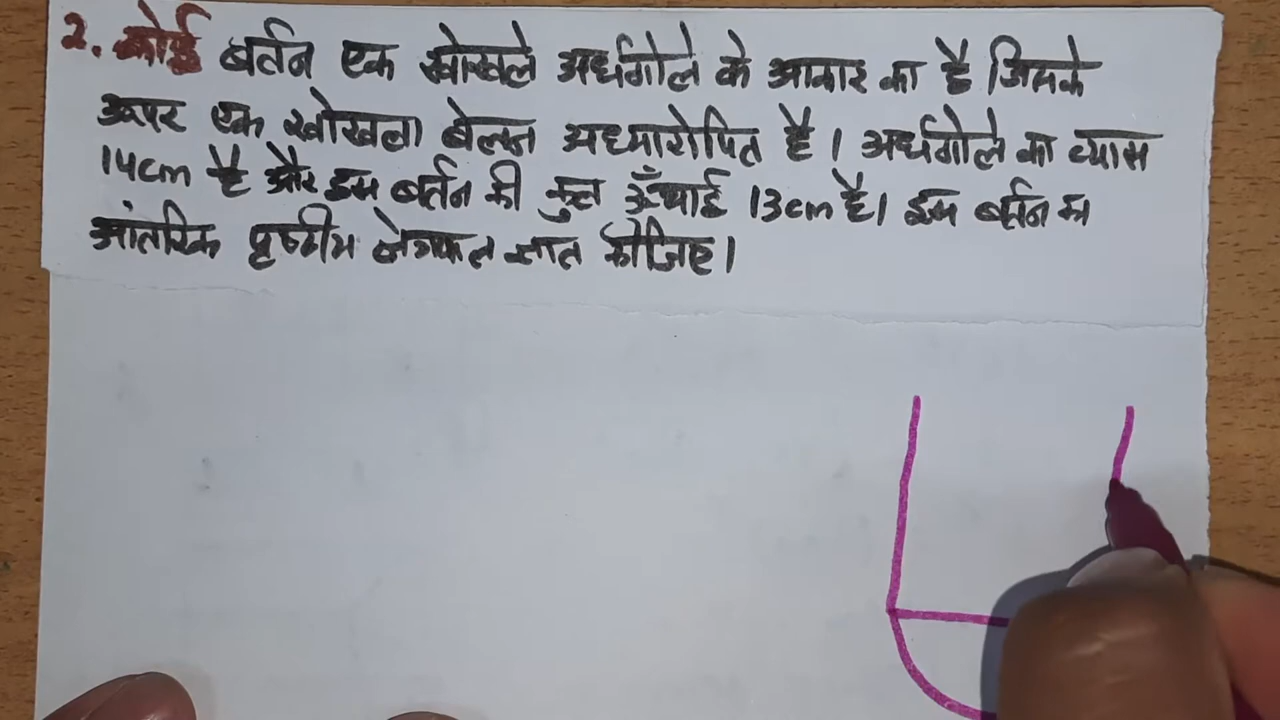 2. कोई बर्तन एक खोखले अर्धगोले के आकार का है जिसके
ऊपर एक खोखला बेलन अध्यारोपित है। अर्धगोले का व्यास
14cm है और इस बर्तन की कुल ऊँचाई 13cm है। इस बर्तन का
आंतरिक पृष्ठीय क्षेत्रफल ज्ञात कीजिए।